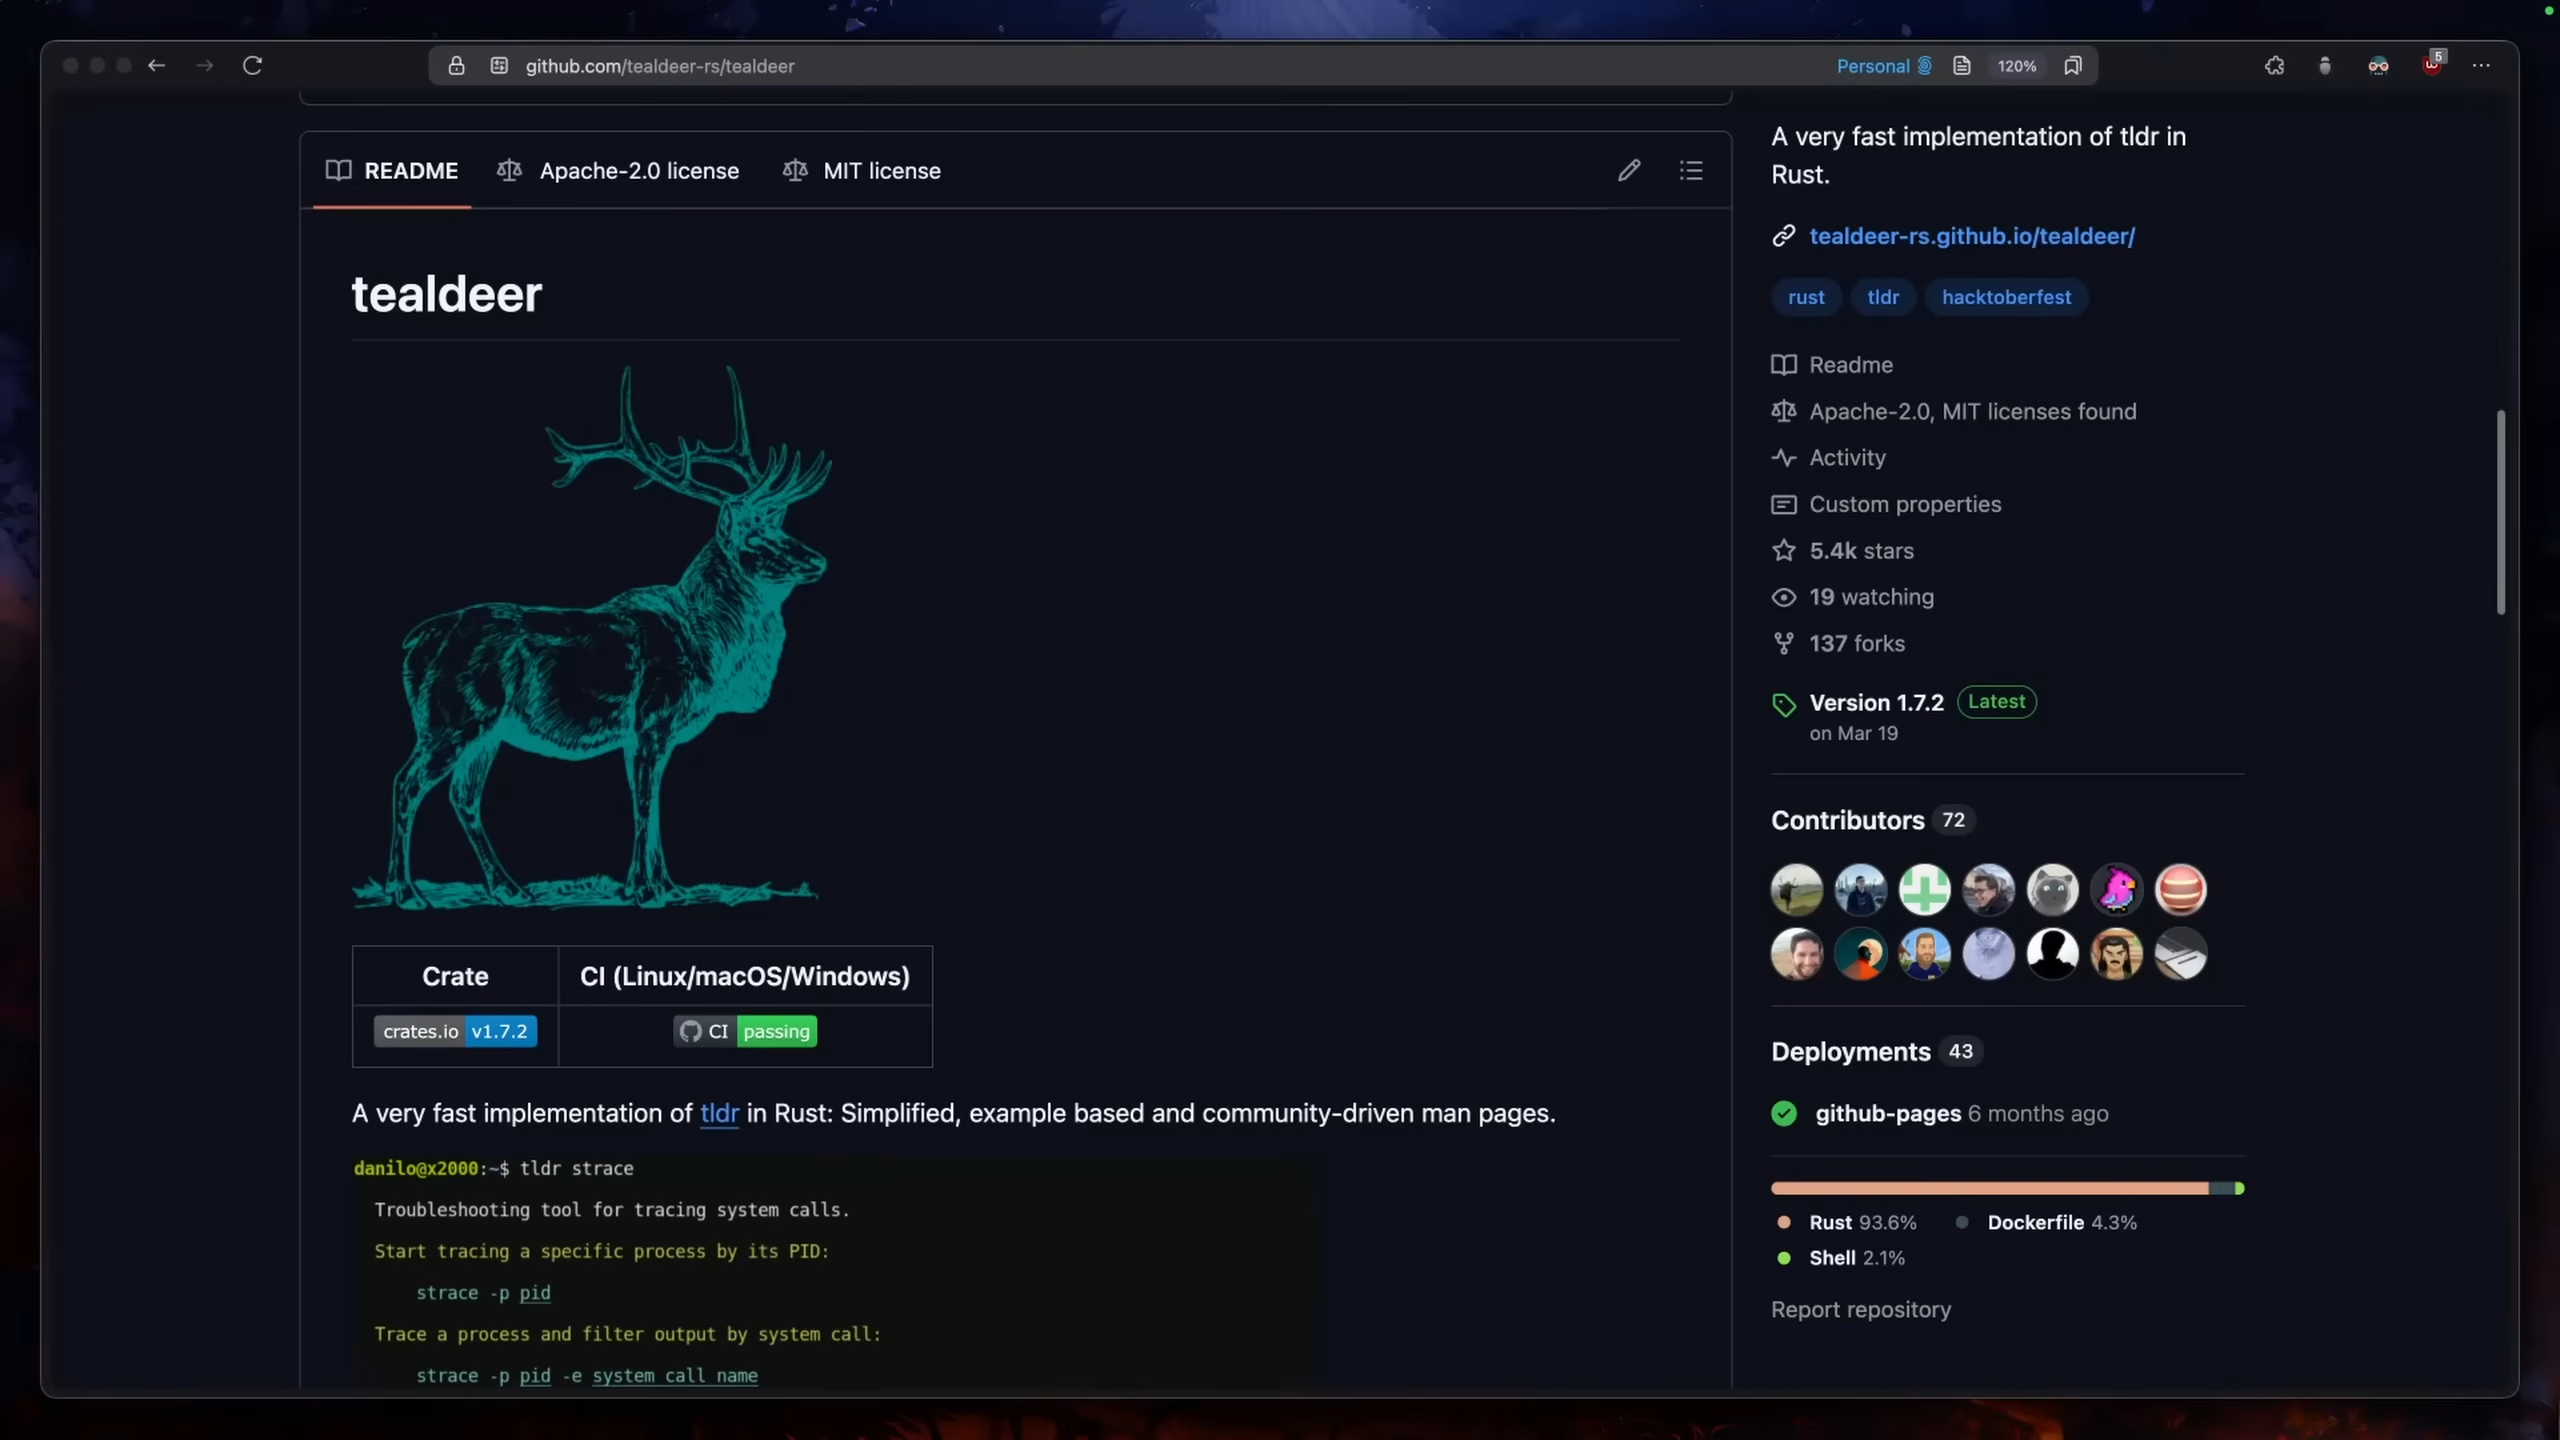 github.com/tealdeer-rs/tealdeer
Personal
120%
5
README
Apache-2.0 license
MIT license
tealdeer
Crate
CI (Linux/macOS/Windows)
crates.io v1.7.2
CI passing
A very fast implementation of tldr in Rust: Simplified, example based and community-driven man pages.
danilo@x2000:~$ tldr strace
Troubleshooting tool for tracing system calls.
Start tracing a specific process by its PID:
strace -p pid
Trace a process and filter output by system call:
strace -p pid -e system call name
A very fast implementation of tldr in
Rust.
tealdeer-rs.github.io/tealdeer/
rust
tldr
hacktoberfest
Readme
Apache-2.0, MIT licenses found
Activity
Custom properties
5.4k stars
19 watching
137 forks
Version 1.7.2 Latest
on Mar 19
Contributors 72
Deployments 43
github-pages 6 months ago
Rust 93.6%
Dockerfile 4.3%
Shell 2.1%
Report repository